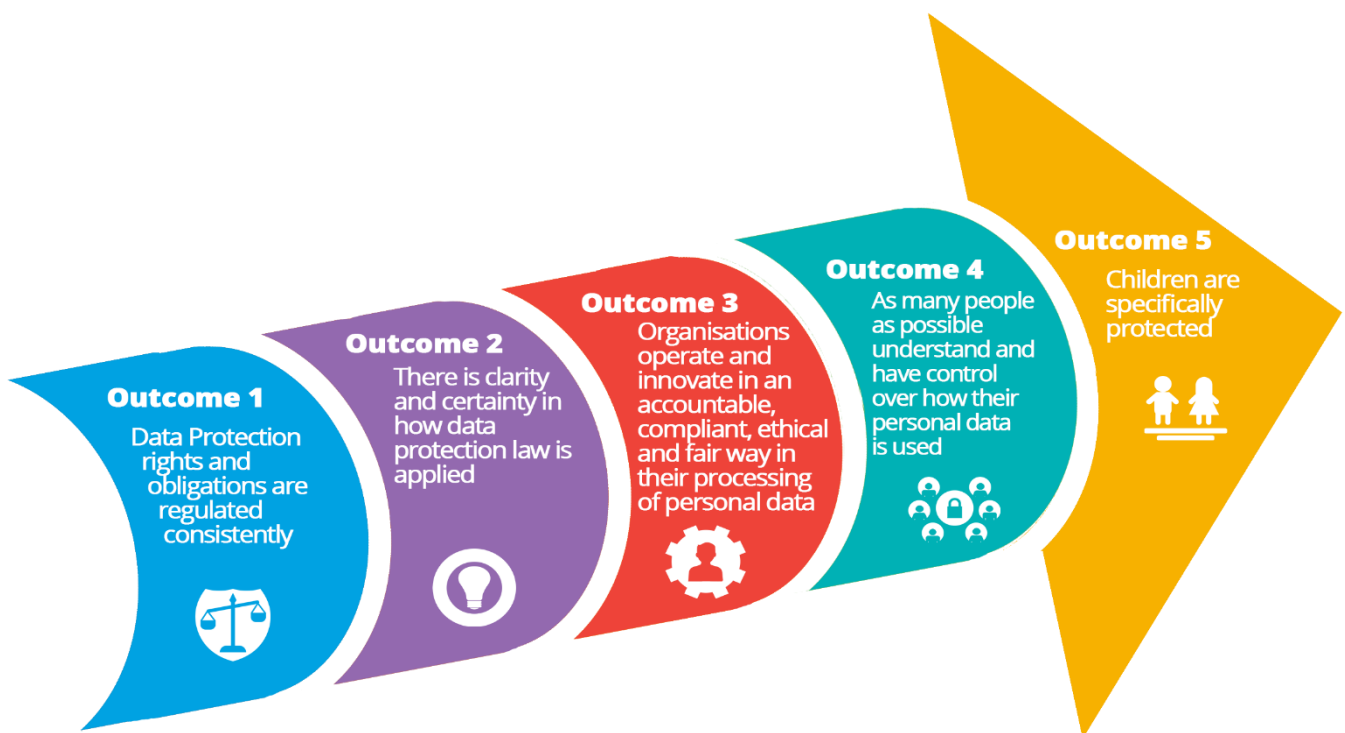 Outcome 1
Data Protection
rights and
obligations are
regulated
consistently
Outcome 2
There is clarity
and certainty in
how data
protection law is
applied
Outcome 3
Organisations
operate and
innovate in an
accountable,
compliant, ethical
and fair way in
their processing
of personal data
Outcome 4
As many people
as possible
understand and
have control
over how their
personal data
is used
Outcome 5
Children are
specifically
protected